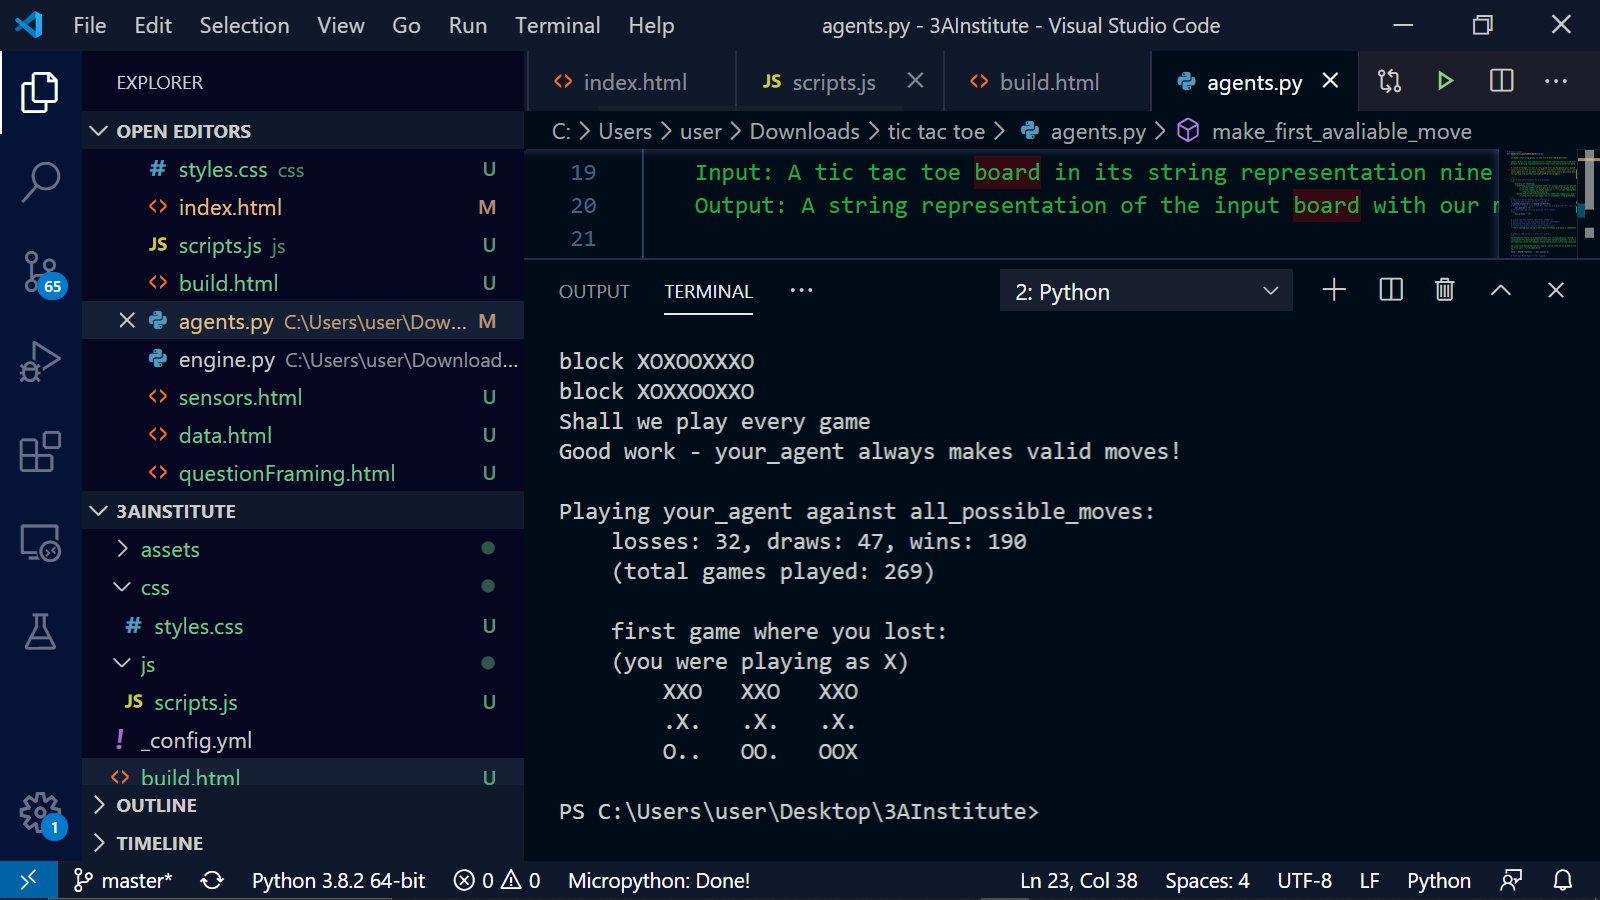 File Edit Selection View Go Run Terminal Help agents.py - 3AInstitute - Visual Studio Code
EXPLORER
OPEN EDITORS
# styles.css css U
<> index.html M
JS scripts.js js U
<> build.html U
agents.py C:\Users\user\Dow... M
engine.py C:\Users\user\Download...
<> sensors.html U
<> data.html U
<> questionFraming.html U
3AINSTITUTE
assets
css
# styles.css U
js
JS scripts.js U
! _config.yml
<> build.html U
OUTLINE
TIMELINE
65
1
<> index.html JS scripts.js <> build.html agents.py
C: > Users > user > Downloads > tic tac toe > agents.py > make_first_avaliable_move
19 Input: A tic tac toe board in its string representation nine
20 Output: A string representation of the input board with our
21
OUTPUT TERMINAL ... 2: Python
block XOXOOXXXO
block XOXXOOXXO
Shall we play every game
Good work - your_agent always makes valid moves!
Playing your_agent against all_possible_moves:
losses: 32, draws: 47, wins: 190
(total games played: 269)
first game where you lost:
(you were playing as X)
XXO XXO XXO
.X. .X. .X.
O.. OO. OOX
PS C:\Users\user\Desktop\3AInstitute>
master* Python 3.8.2 64-bit 0 0 Micropython: Done! Ln 23, Col 38 Spaces: 4 UTF-8 LF Python